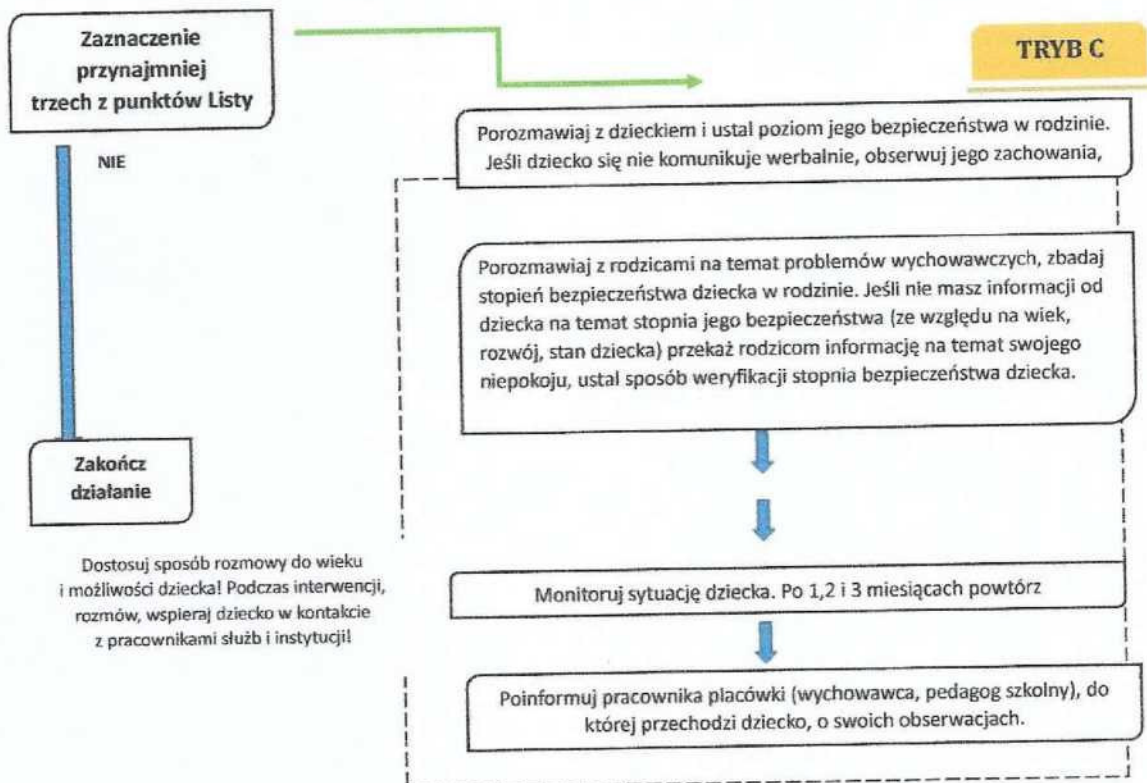 Zaznaczenie
przynajmniej
trzech z punktów Listy
NIE
Zakończ
działanie
Dostosuj sposób rozmowy do wieku
i możliwości dziecka! Podczas interwencji,
rozmów, wspieraj dziecko w kontakcie
z pracownikami służb i instytucji!
TRYB C
Porozmawiaj z dzieckiem i ustal poziom jego bezpieczeństwa w rodzinie.
Jeśli dziecko się nie komunikuje werbalnie, obserwuj jego zachowania,
Porozmawiaj z rodzicami na temat problemów wychowawczych, zbadaj
stopień bezpieczeństwa dziecka w rodzinie. Jeśli nie masz informacji od
dziecka na temat stopnia jego bezpieczeństwa (ze względu na wiek,
rozwój, stan dziecka) przekaż rodzicom informację na temat swojego
niepokoju, ustal sposób weryfikacji stopnia bezpieczeństwa dziecka.
Monitoruj sytuację dziecka. Po 1,2 i 3 miesiącach powtórz
Poinformuj pracownika placówki (wychowawca, pedagog szkolny), do
której przechodzi dziecko, o swoich obserwacjach.